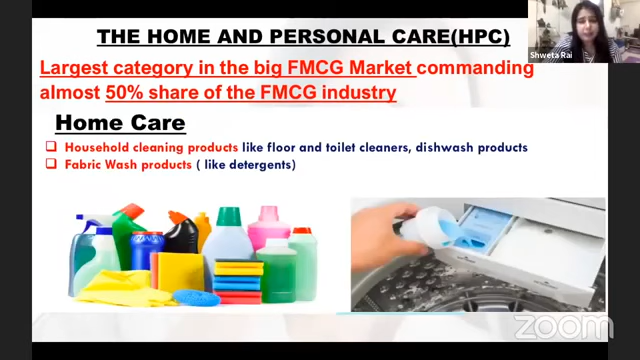 THE HOME AND PERSONAL CARE(HPC)
Largest category in the big FMCG Market commanding
almost 50% share of the FMCG industry
Home Care
Household cleaning products like floor and toilet cleaners, dishwash products
Fabric Wash products ( like detergents)
Shweta Rai
zoom